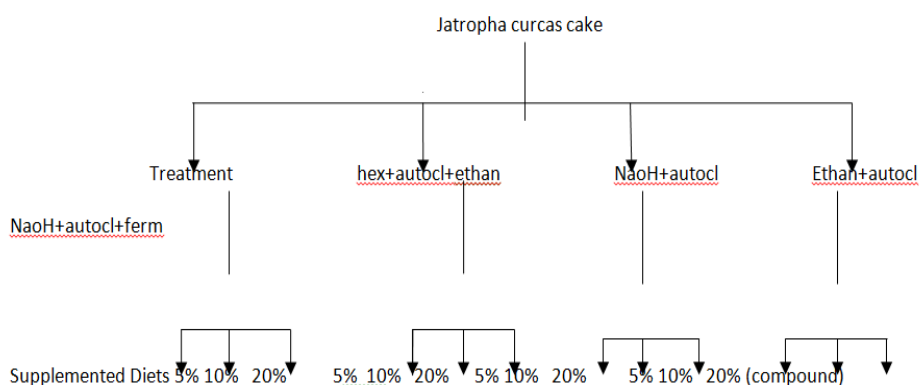 Jatropha curcas cake
Treatment hex+autocl+ethan NaOH+autocl Ethan+autocl
NaoH+autocl+ferm
Supplemented Diets 5% 10% 20% 5% 10% 20% 5% 10% 20% 5% 10% 20% (compound)